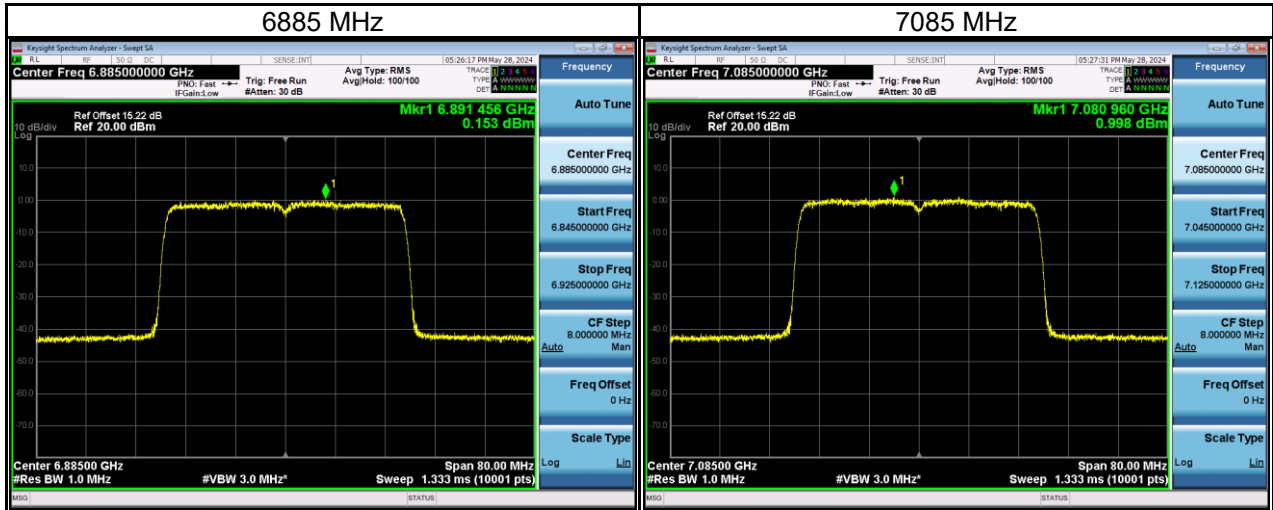 6885 MHz
Keysight Spectrum Analyzer - Swept SA
RL RF 50 Ω DC SENSE:INT 05:26:17 PM May 28, 2024
Center Freq 6.885000000 GHz
PNO: Fast
IFGain:Low
Trig: Free Run
#Atten: 30 dB
Avg Type: RMS
Avg|Hold: 100/100
TRACE 1 2 3 4 5 6
TYPE A WWWWW
DET A N N N N N
Mkr1 6.891 456 GHz
0.153 dBm
Ref Offset 15.22 dB
10 dB/div Ref 20.00 dBm
Log
10.0
0.00
-10.0
-20.0
-30.0
-40.0
-50.0
-60.0
-70.0
1
Center 6.88500 GHz Span 80.00 MHz
#Res BW 1.0 MHz #VBW 3.0 MHz* Sweep 1.333 ms (10001 pts)
MSG STATUS
Frequency
Auto Tune
Center Freq
6.885000000 GHz
Start Freq
6.845000000 GHz
Stop Freq
6.925000000 GHz
CF Step
8.000000 MHz
Auto Man
Freq Offset
0 Hz
Scale Type
Log Lin
7085 MHz
Keysight Spectrum Analyzer - Swept SA
RL RF 50 Ω DC SENSE:INT 05:27:31 PM May 28, 2024
Center Freq 7.085000000 GHz
PNO: Fast
IFGain:Low
Trig: Free Run
#Atten: 30 dB
Avg Type: RMS
Avg|Hold: 100/100
TRACE 1 2 3 4 5 6
TYPE A WWWWW
DET A N N N N N
Mkr1 7.080 960 GHz
0.998 dBm
Ref Offset 15.22 dB
10 dB/div Ref 20.00 dBm
Log
10.0
0.00
-10.0
-20.0
-30.0
-40.0
-50.0
-60.0
-70.0
1
Center 7.08500 GHz Span 80.00 MHz
#Res BW 1.0 MHz #VBW 3.0 MHz* Sweep 1.333 ms (10001 pts)
MSG STATUS
Frequency
Auto Tune
Center Freq
7.085000000 GHz
Start Freq
7.045000000 GHz
Stop Freq
7.125000000 GHz
CF Step
8.000000 MHz
Auto Man
Freq Offset
0 Hz
Scale Type
Log Lin